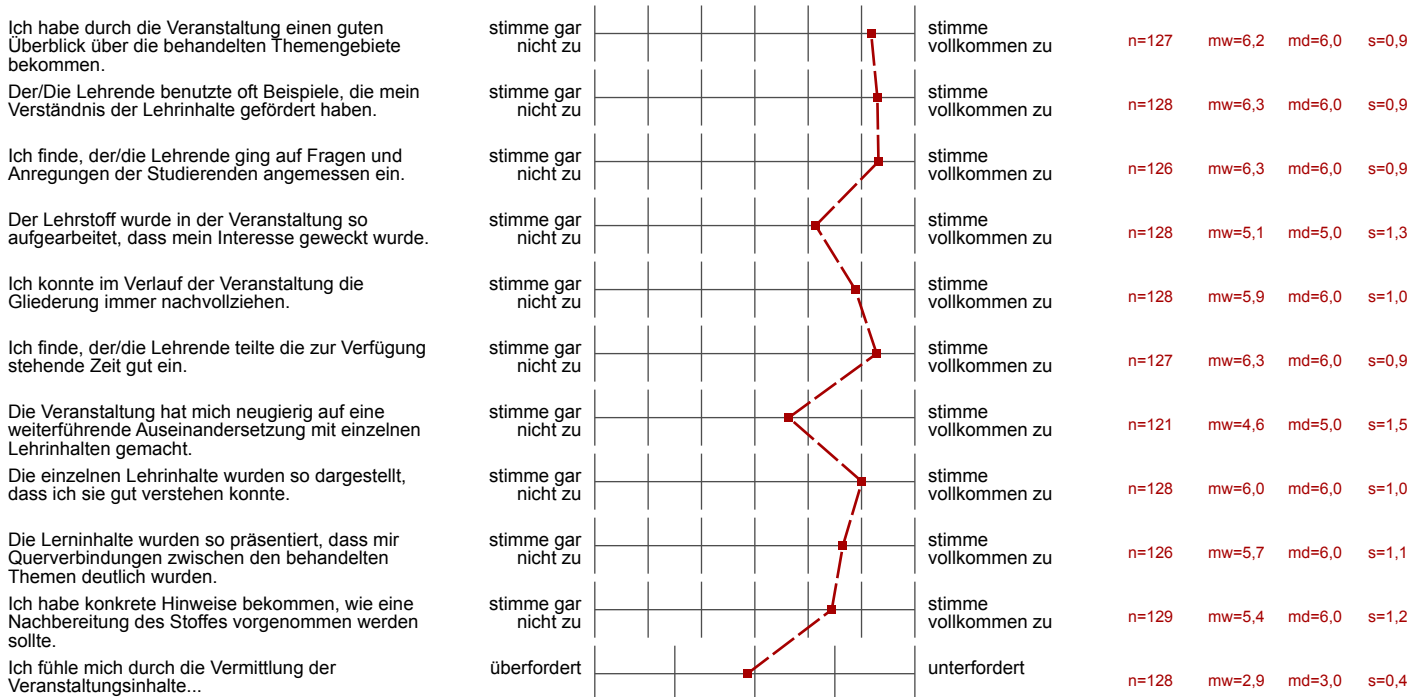 Ich habe durch die Veranstaltung einen guten
Überblick über die behandelten Themengebiete
bekommen.
stimme gar
nicht zu
stimme
vollkommen zu
n=127 mw=6,2 md=6,0 s=0,9
Der/Die Lehrende benutzte oft Beispiele, die mein
Verständnis der Lehrinhalte gefördert haben.
stimme gar
nicht zu
stimme
vollkommen zu
n=128 mw=6,3 md=6,0 s=0,9
Ich finde, der/die Lehrende ging auf Fragen und
Anregungen der Studierenden angemessen ein.
stimme gar
nicht zu
stimme
vollkommen zu
n=126 mw=6,3 md=6,0 s=0,9
Der Lehrstoff wurde in der Veranstaltung so
aufgearbeitet, dass mein Interesse geweckt wurde.
stimme gar
nicht zu
stimme
vollkommen zu
n=128 mw=5,1 md=5,0 s=1,3
Ich konnte im Verlauf der Veranstaltung die
Gliederung immer nachvollziehen.
stimme gar
nicht zu
stimme
vollkommen zu
n=128 mw=5,9 md=6,0 s=1,0
Ich finde, der/die Lehrende teilte die zur Verfügung
stehende Zeit gut ein.
stimme gar
nicht zu
stimme
vollkommen zu
n=127 mw=6,3 md=6,0 s=0,9
Die Veranstaltung hat mich neugierig auf eine
weiterführende Auseinandersetzung mit einzelnen
Lehrinhalten gemacht.
stimme gar
nicht zu
stimme
vollkommen zu
n=121 mw=4,6 md=5,0 s=1,5
Die einzelnen Lehrinhalte wurden so dargestellt,
dass ich sie gut verstehen konnte.
stimme gar
nicht zu
stimme
vollkommen zu
n=128 mw=6,0 md=6,0 s=1,0
Die Lerninhalte wurden so präsentiert, dass mir
Querverbindungen zwischen den behandelten
Themen deutlich wurden.
stimme gar
nicht zu
stimme
vollkommen zu
n=126 mw=5,7 md=6,0 s=1,1
Ich habe konkrete Hinweise bekommen, wie eine
Nachbereitung des Stoffes vorgenommen werden
sollte.
stimme gar
nicht zu
stimme
vollkommen zu
n=129 mw=5,4 md=6,0 s=1,2
Ich fühle mich durch die Vermittlung der
Veranstaltungsinhalte...
überfordert
unterfordert
n=128 mw=2,9 md=3,0 s=0,4